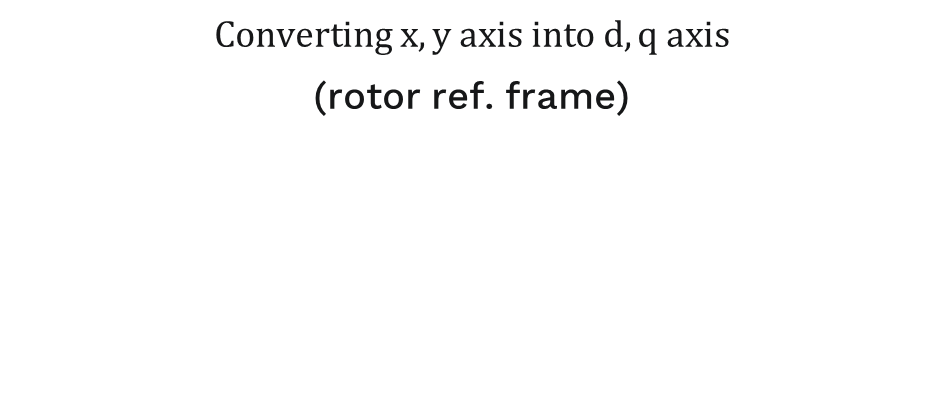 Converting x, y axis into d, q axis
(rotor ref. frame)